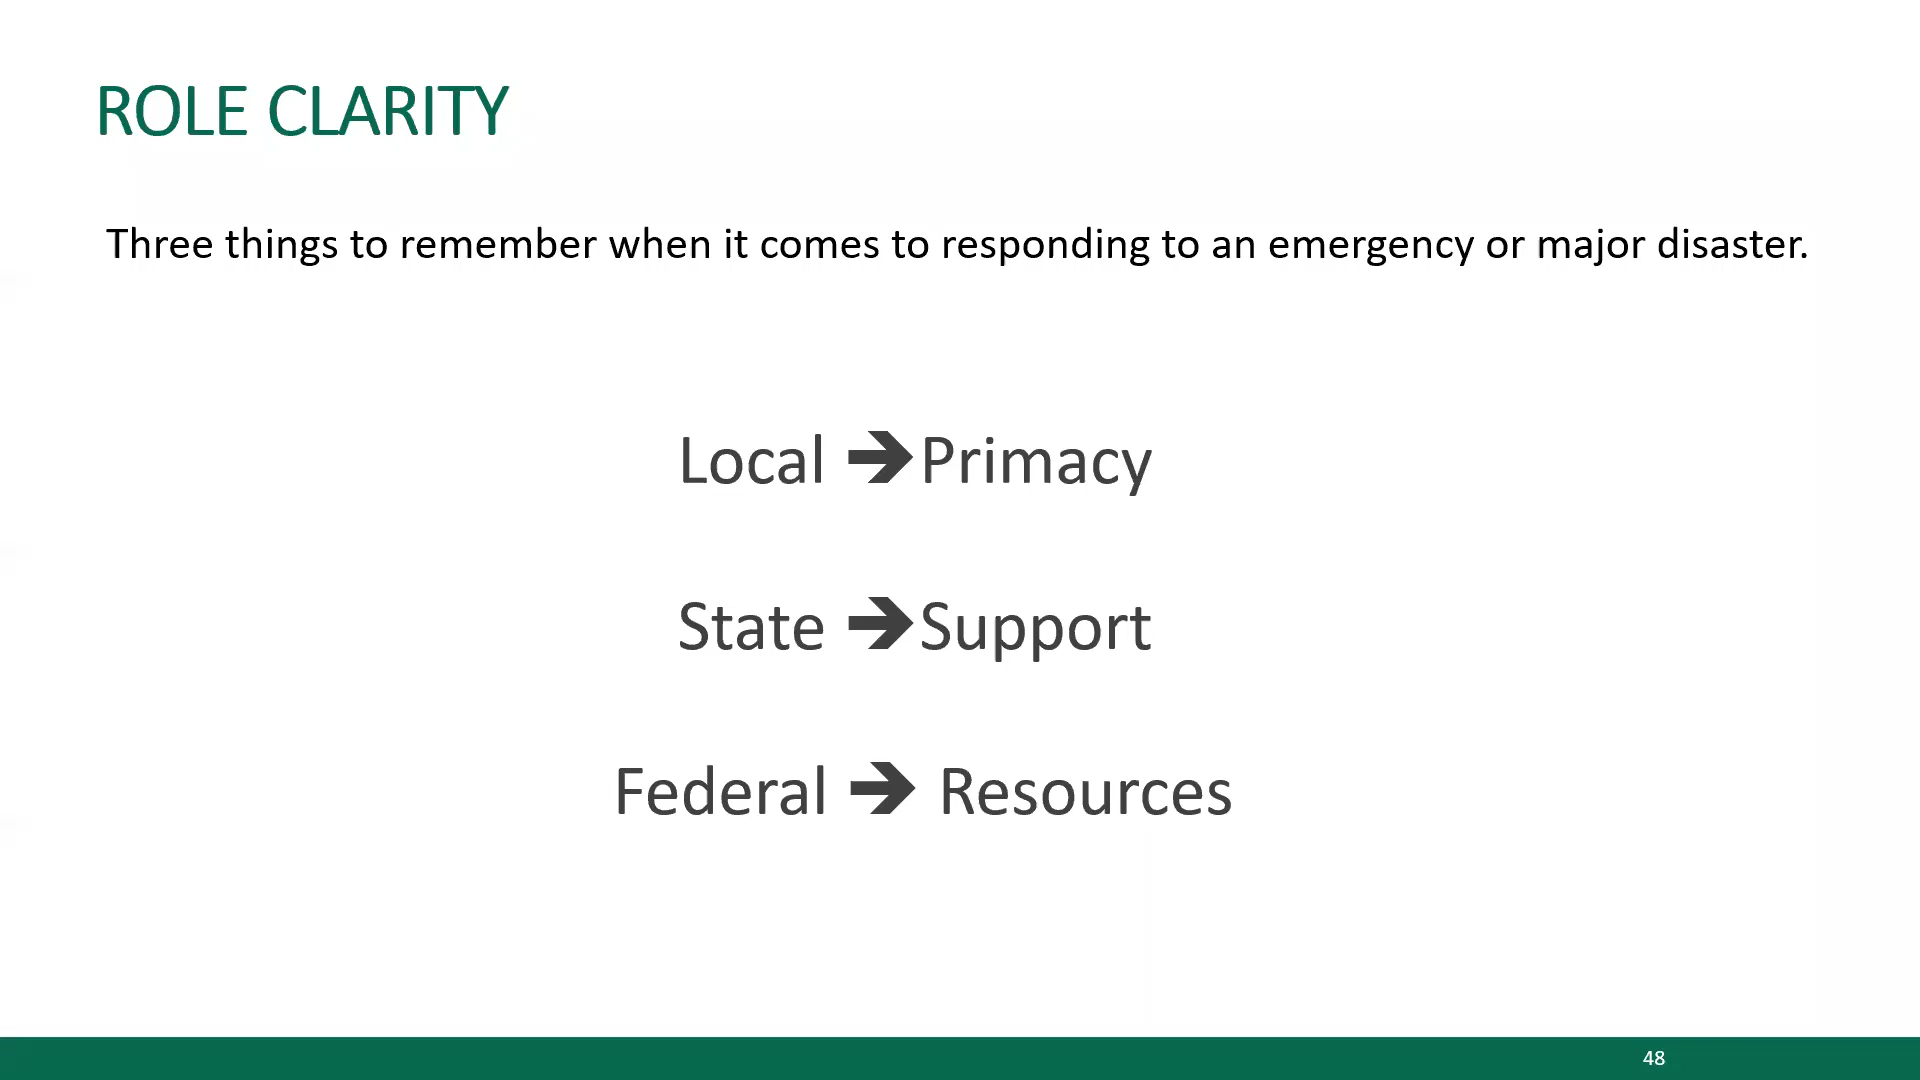 ROLE CLARITY
Three things to remember when it comes to responding to an emergency or major disaster.
Local ➔Primacy
State ➔Support
Federal ➔ Resources
48